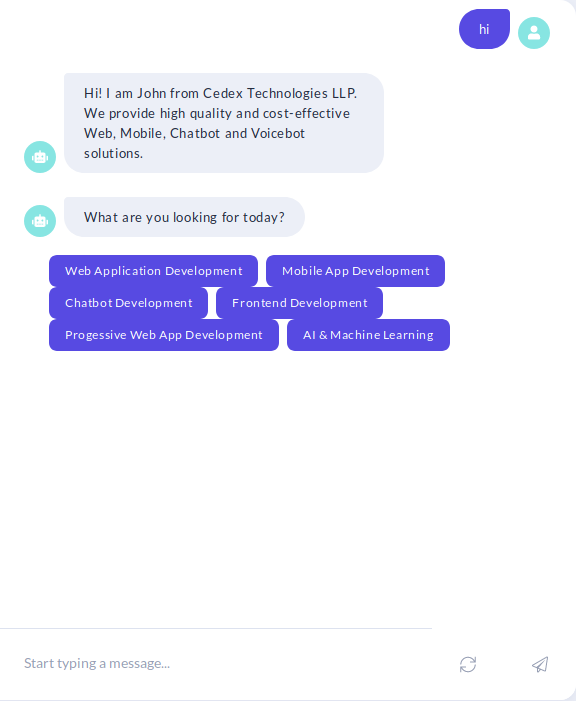 hi
Hi! I am John from Cedex Technologies LLP.
We provide high quality and cost-effective
Web, Mobile, Chatbot and Voicebot
solutions.
What are you looking for today?
Web Application Development
Mobile App Development
Chatbot Development
Frontend Development
Progessive Web App Development
AI & Machine Learning
Start typing a message...